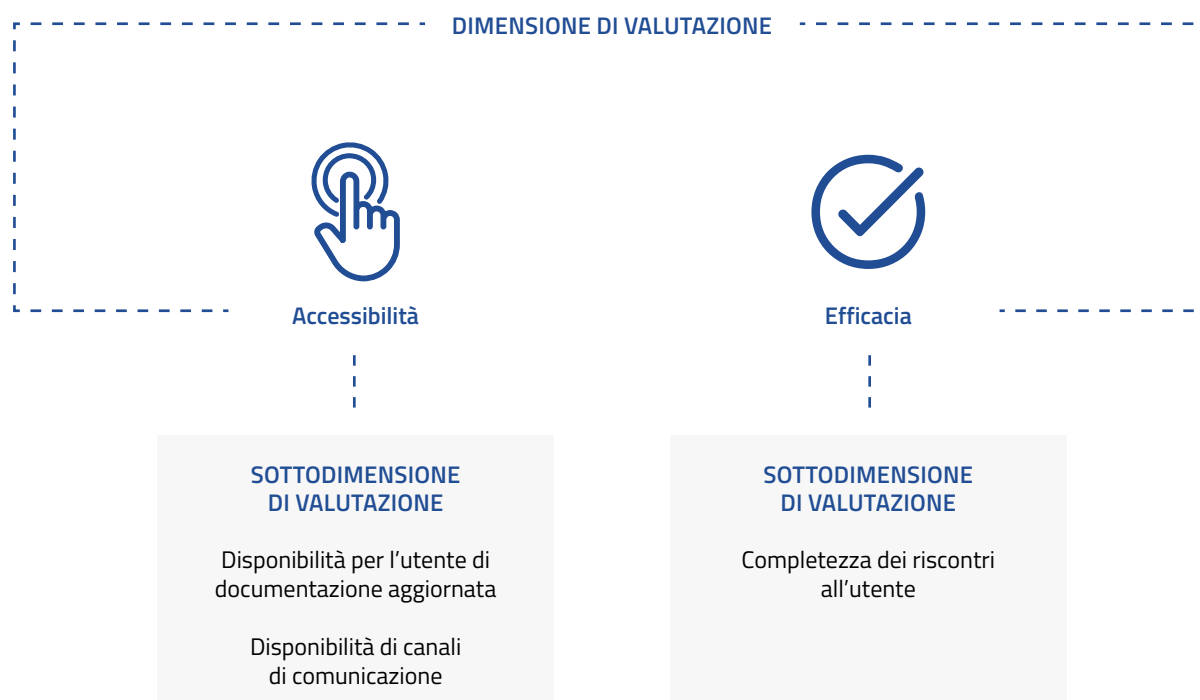 DIMENSIONE DI VALUTAZIONE
Accessibilità
Efficacia
SOTTODIMENSIONE
DI VALUTAZIONE
Disponibilità per l’utente di
documentazione aggiornata
Disponibilità di canali
di comunicazione
SOTTODIMENSIONE
DI VALUTAZIONE
Completezza dei riscontri
all’utente